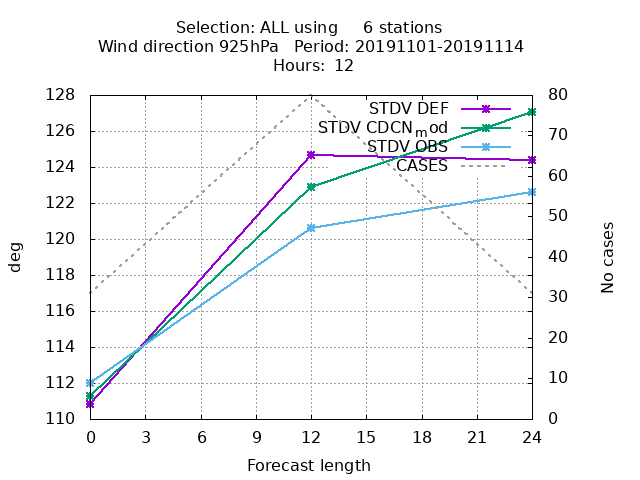 Selection: ALL using     6 stations
Wind direction 925hPa   Period: 20191101-20191114
Hours:  12
STDV DEF
STDV CDCNmod
STDV OBS
CASES
128
126
124
122
120
118
116
114
112
110
deg
80
70
60
50
40
30
20
10
0
No cases
0 3 6 9 12 15 18 21 24
Forecast length